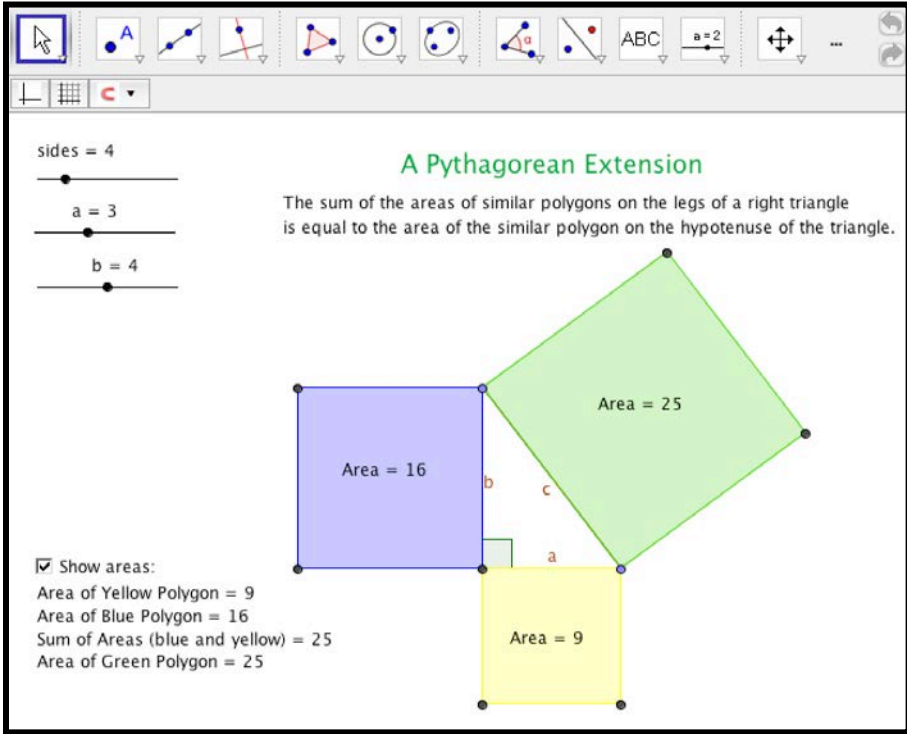 A
α
ABC
a = 2
...
sides = 4
a = 3
b = 4
A Pythagorean Extension
The sum of the areas of similar polygons on the legs of a right triangle
is equal to the area of the similar polygon on the hypotenuse of the triangle.
Area = 25
Area = 16
b
c
a
Area = 9
Show areas:
Area of Yellow Polygon = 9
Area of Blue Polygon = 16
Sum of Areas (blue and yellow) = 25
Area of Green Polygon = 25